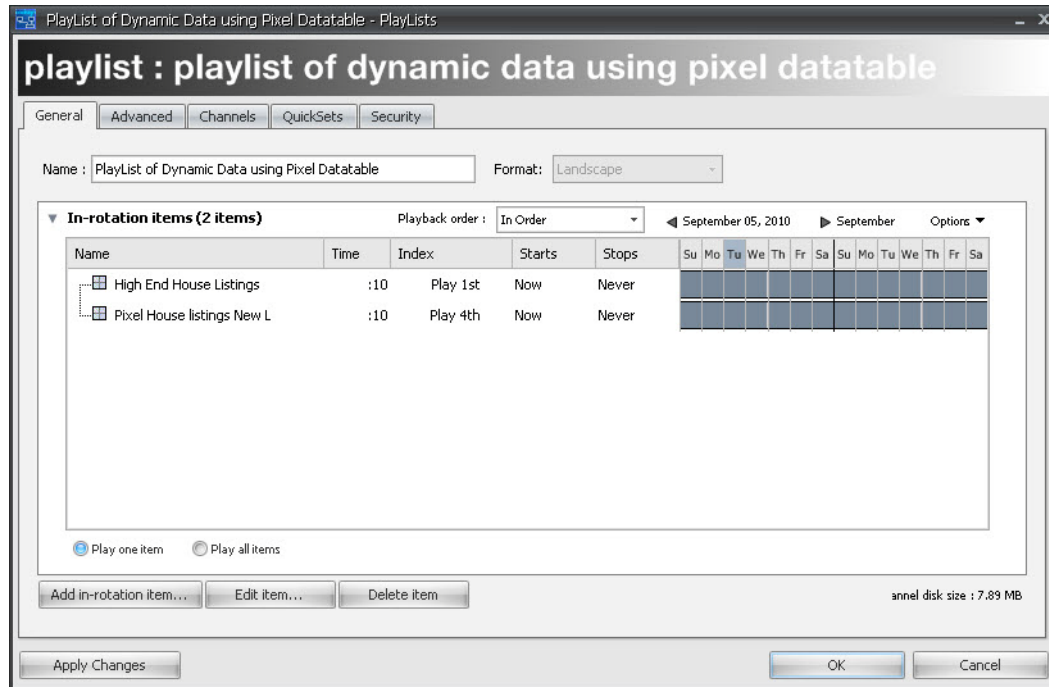 PlayList of Dynamic Data using Pixel Datatable - PlayLists
playlist : playlist of dynamic data using pixel datatable
General Advanced Channels QuickSets Security
Name : PlayList of Dynamic Data using Pixel Datatable Format: Landscape
In-rotation items (2 items) Playback order : In Order September 05, 2010 September Options
Name Time Index Starts Stops Su Mo Tu We Th Fr Sa Su Mo Tu We Th Fr Sa
High End House Listings :10 Play 1st Now Never
Pixel House listings New L :10 Play 4th Now Never
Play one item Play all items
Add in-rotation item... Edit item... Delete item annel disk size : 7.89 MB
Apply Changes OK Cancel